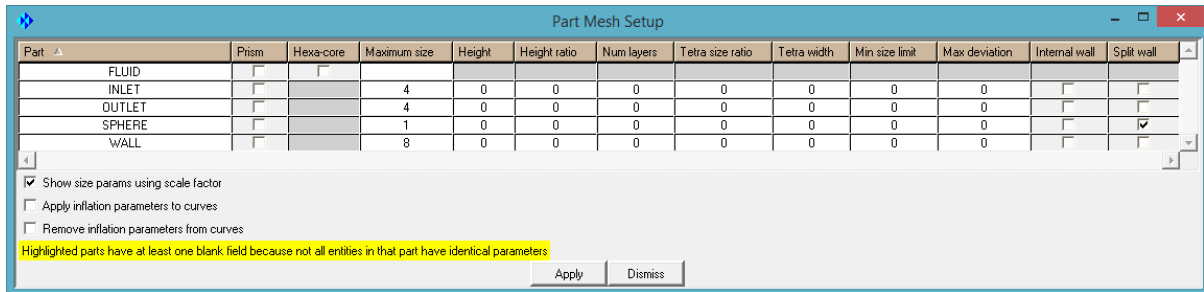 Part Mesh Setup
Part Prism Hexa-core Maximum size Height Height ratio Num layers Tetra size ratio Tetra width Min size limit Max deviation Internal wall Split wall
FLUID
INLET 4 0 0 0 0 0 0 0
OUTLET 4 0 0 0 0 0 0 0
SPHERE 1 0 0 0 0 0 0 0
WALL 8 0 0 0 0 0 0 0
Show size params using scale factor
Apply inflation parameters to curves
Remove inflation parameters from curves
Highlighted parts have at least one blank field because not all entities in that part have identical parameters
Apply Dismiss